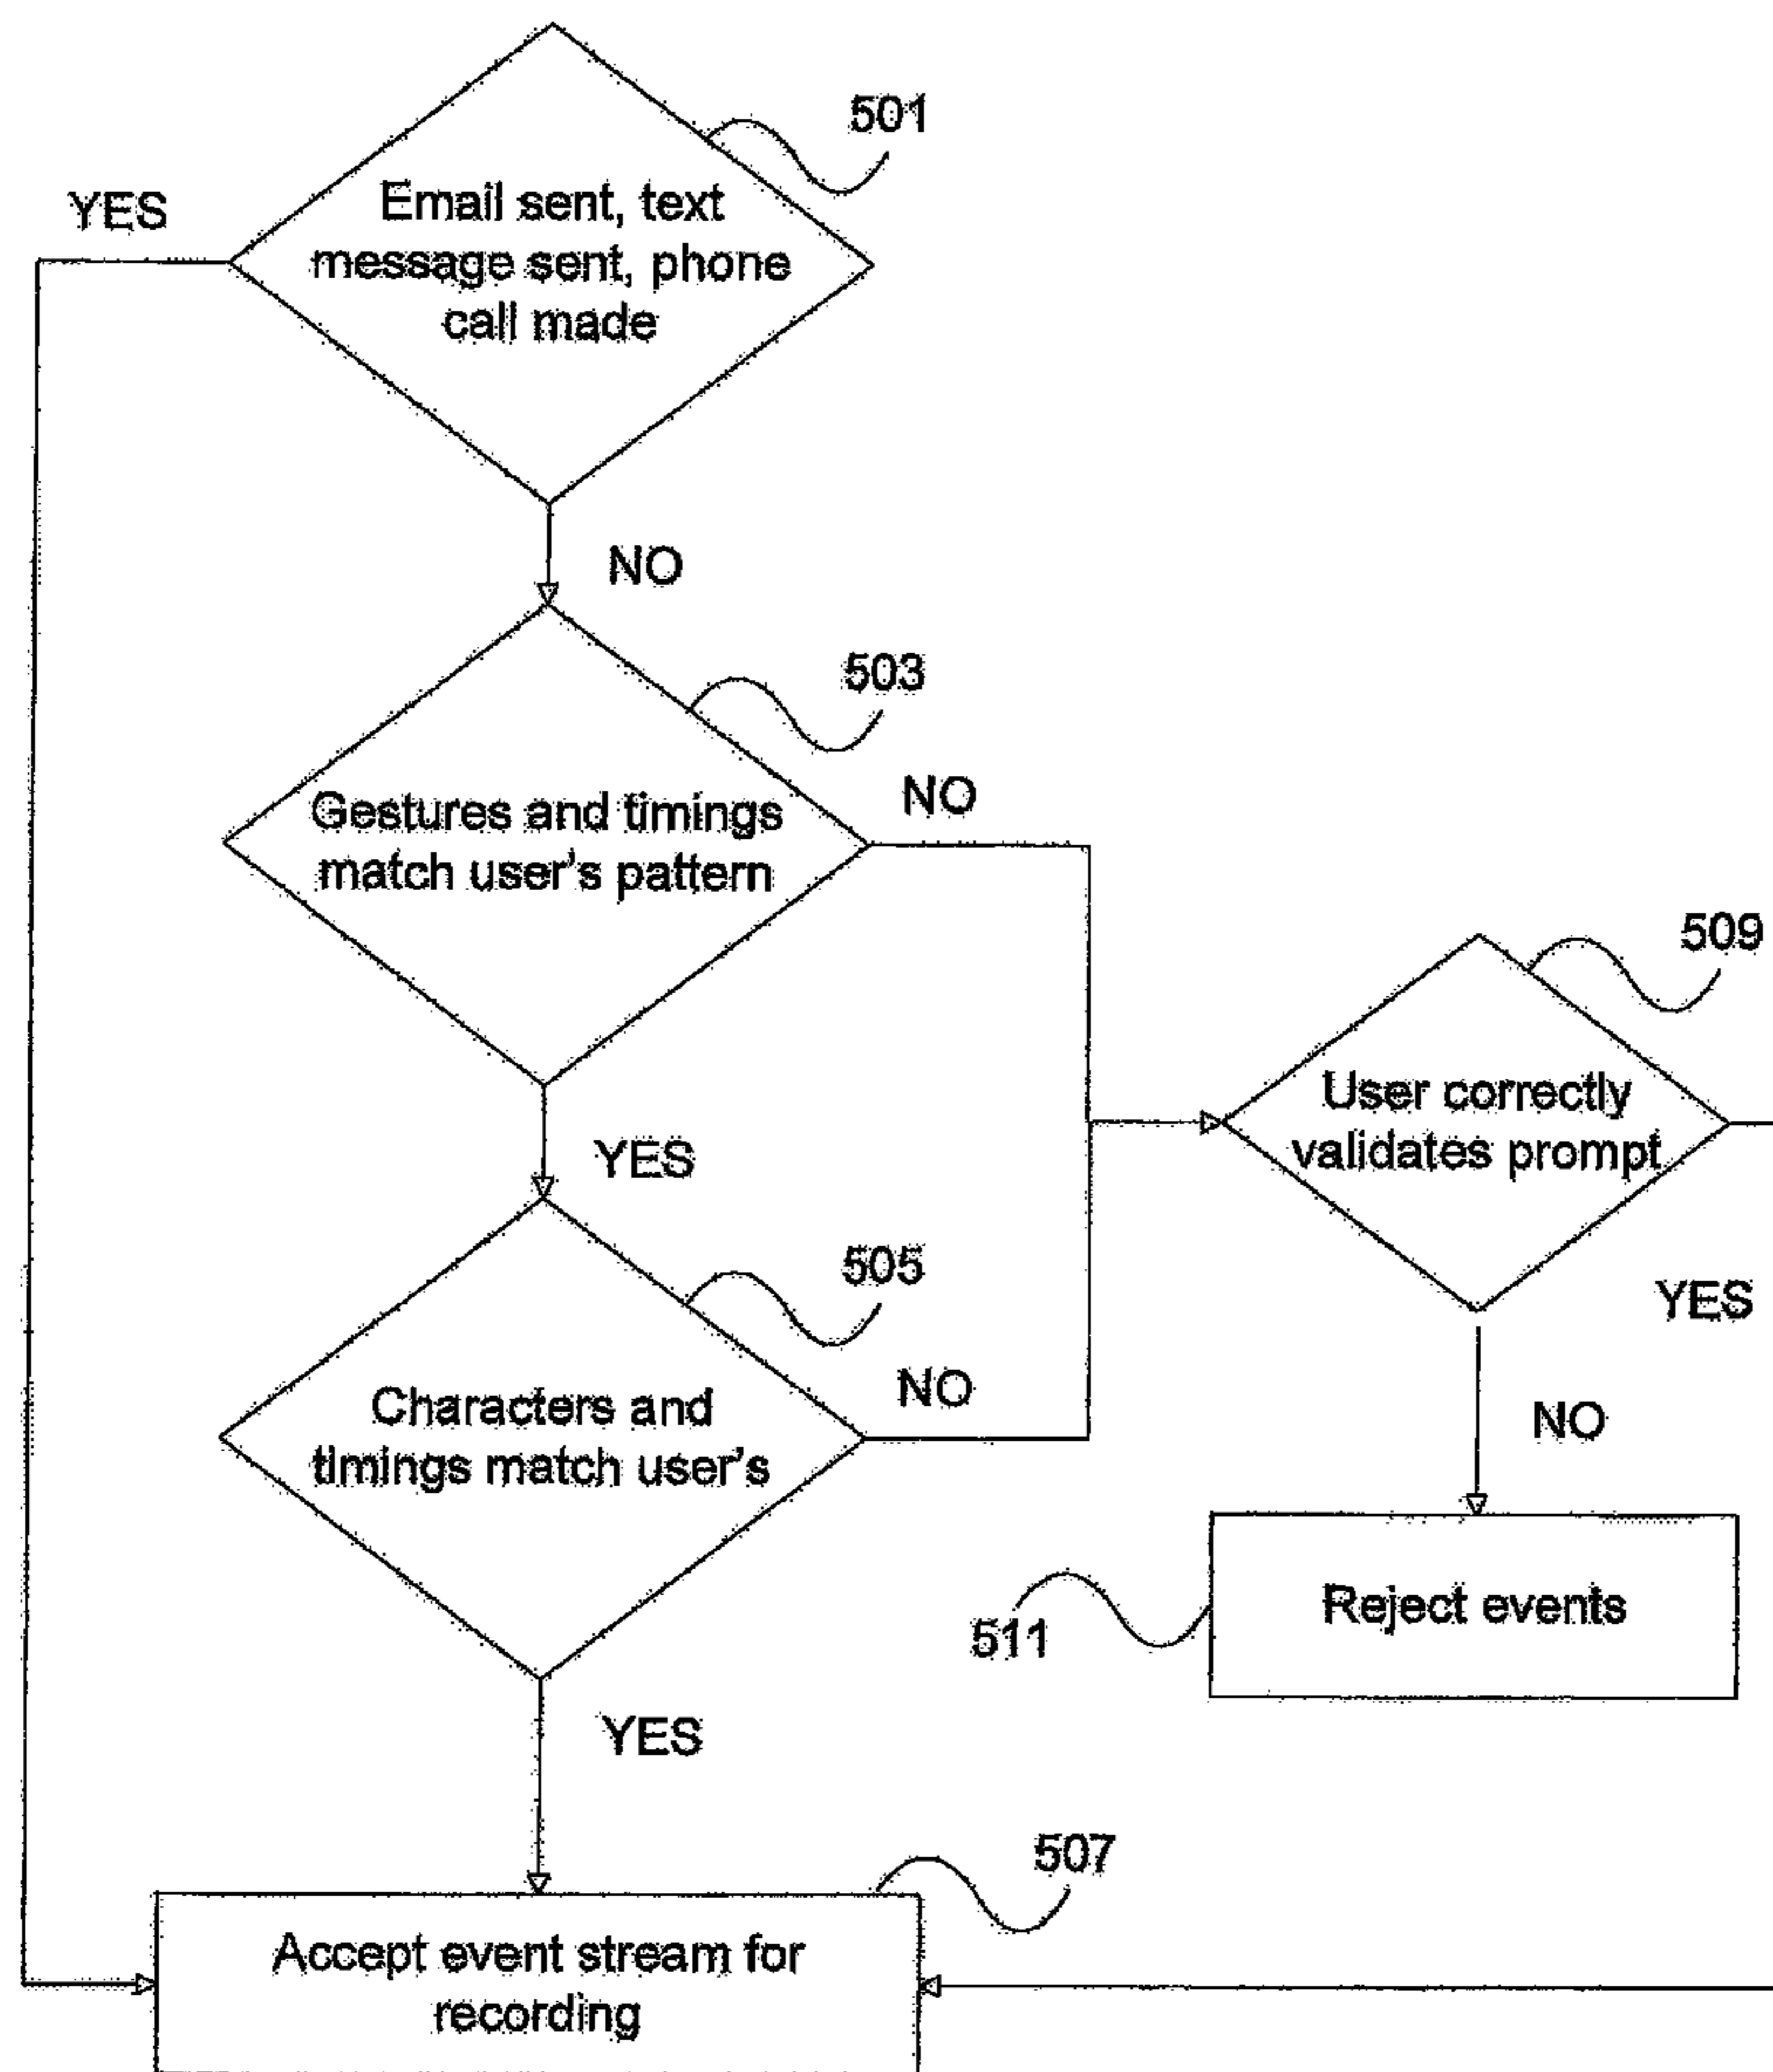 501
YES
Email sent, text
message sent, phone
call made
NO
503
Gestures and timings
match user's pattern
NO
509
User correctly
validates prompt
YES
YES
505
Characters and
timings match user's
NO
NO
Reject events
511
YES
507
Accept event stream for
recording